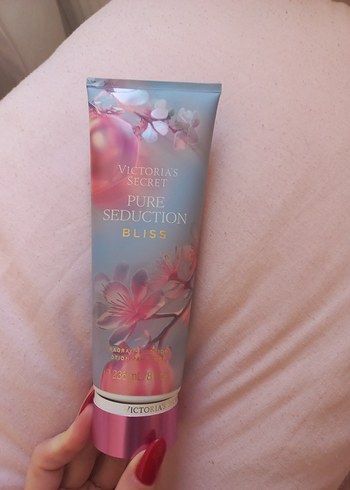 VICTORIA'S
SECRET
PURE
SEDUCTION
BLISS
VICTORIA'S